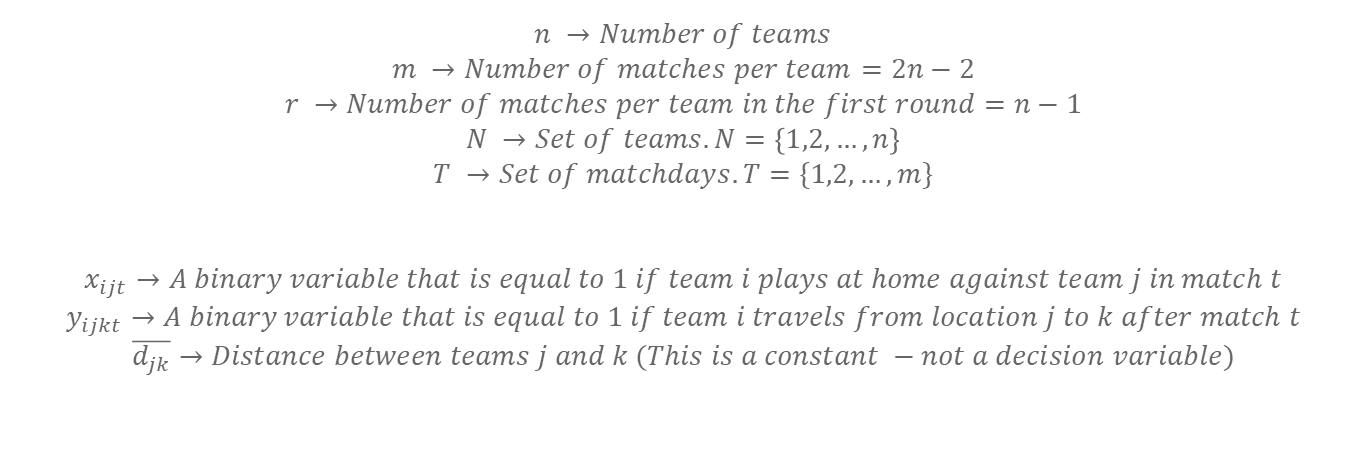 n → Number of teams
m → Number of matches per team = 2n − 2
r → Number of matches per team in the first round = n − 1
N → Set of teams. N = {1,2, … , n}
T → Set of matchdays. T = {1,2, … , m}
x_{ijt} → A binary variable that is equal to 1 if team i plays at home against team j in match t
y_{ijkt} → A binary variable that is equal to 1 if team i travels from location j to k after match t
\overline{d_{jk}} → Distance between teams j and k (This is a constant − not a decision variable)